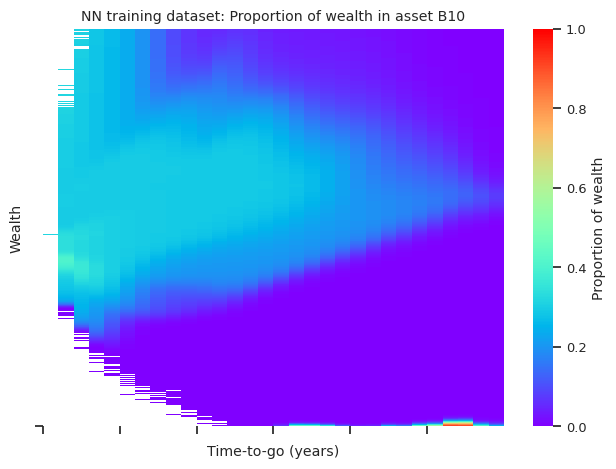 NN training dataset: Proportion of wealth in asset B10
Wealth
Time-to-go (years)
1.0
0.8
0.6
0.4
0.2
0.0
Proportion of wealth